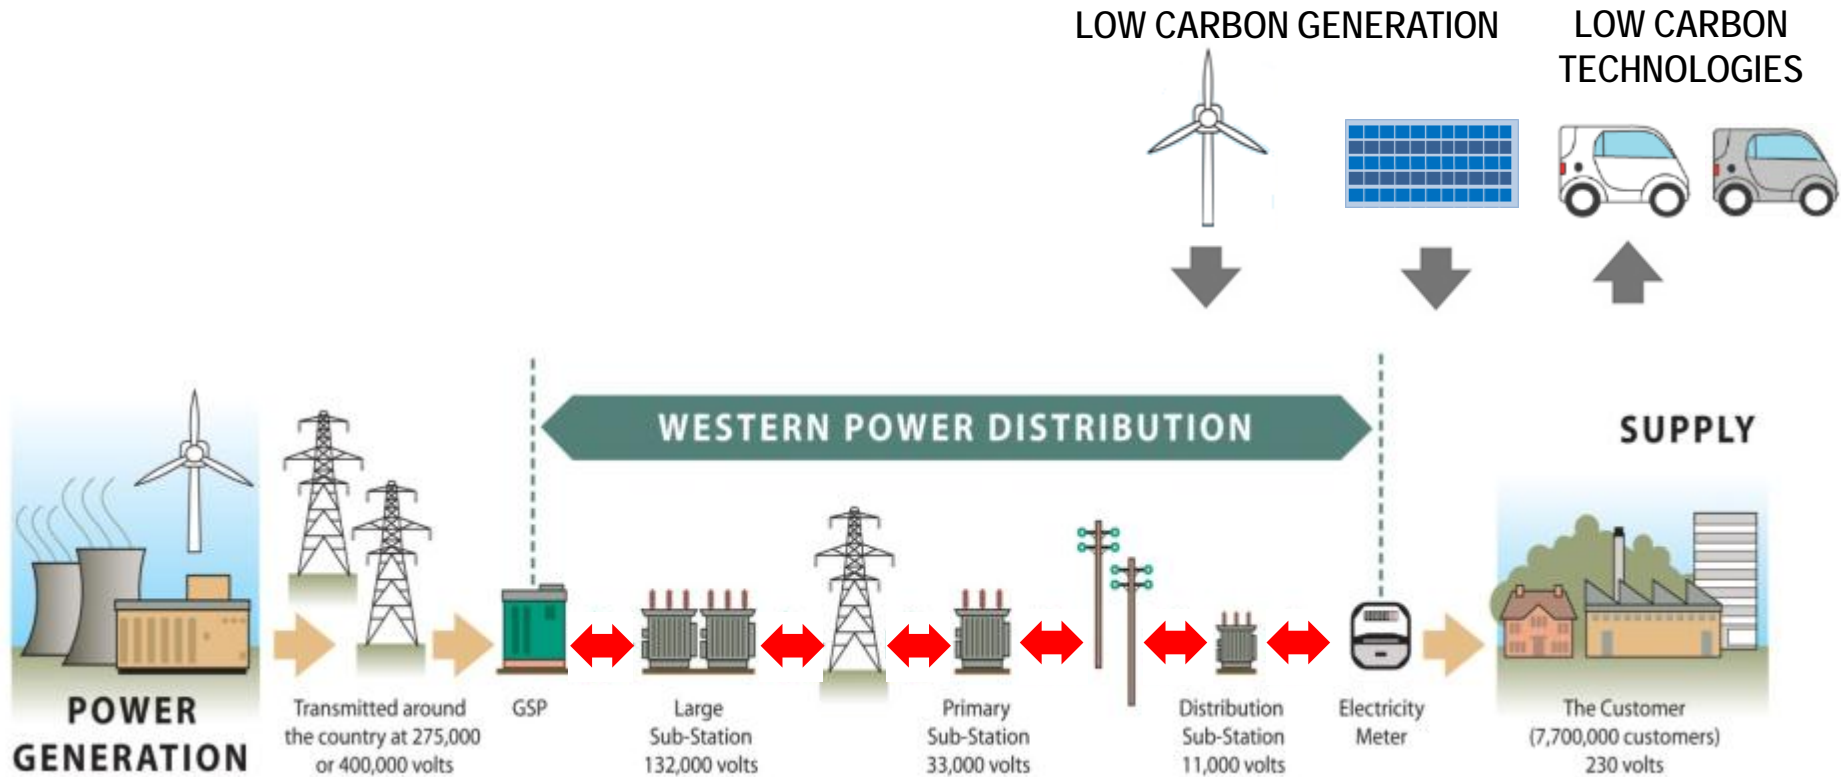 LOW CARBON GENERATION
LOW CARBON
TECHNOLOGIES
WESTERN POWER DISTRIBUTION
SUPPLY
POWER
GENERATION
Transmitted around
the country at 275,000
or 400,000 volts
GSP
Large
Sub-Station
132,000 volts
Primary
Sub-Station
33,000 volts
Distribution
Sub-Station
11,000 volts
Electricity
Meter
The Customer
(7,700,000 customers)
230 volts